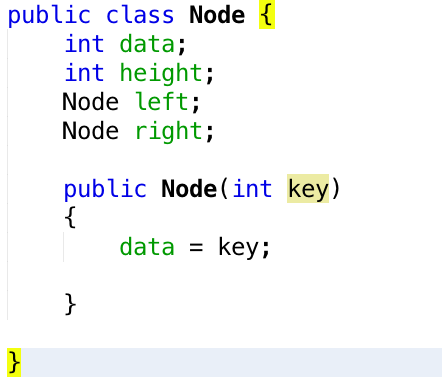 public class Node {
    int data;
    int height;
    Node left;
    Node right;

    public Node(int key)
    {
        data = key;

    }

}